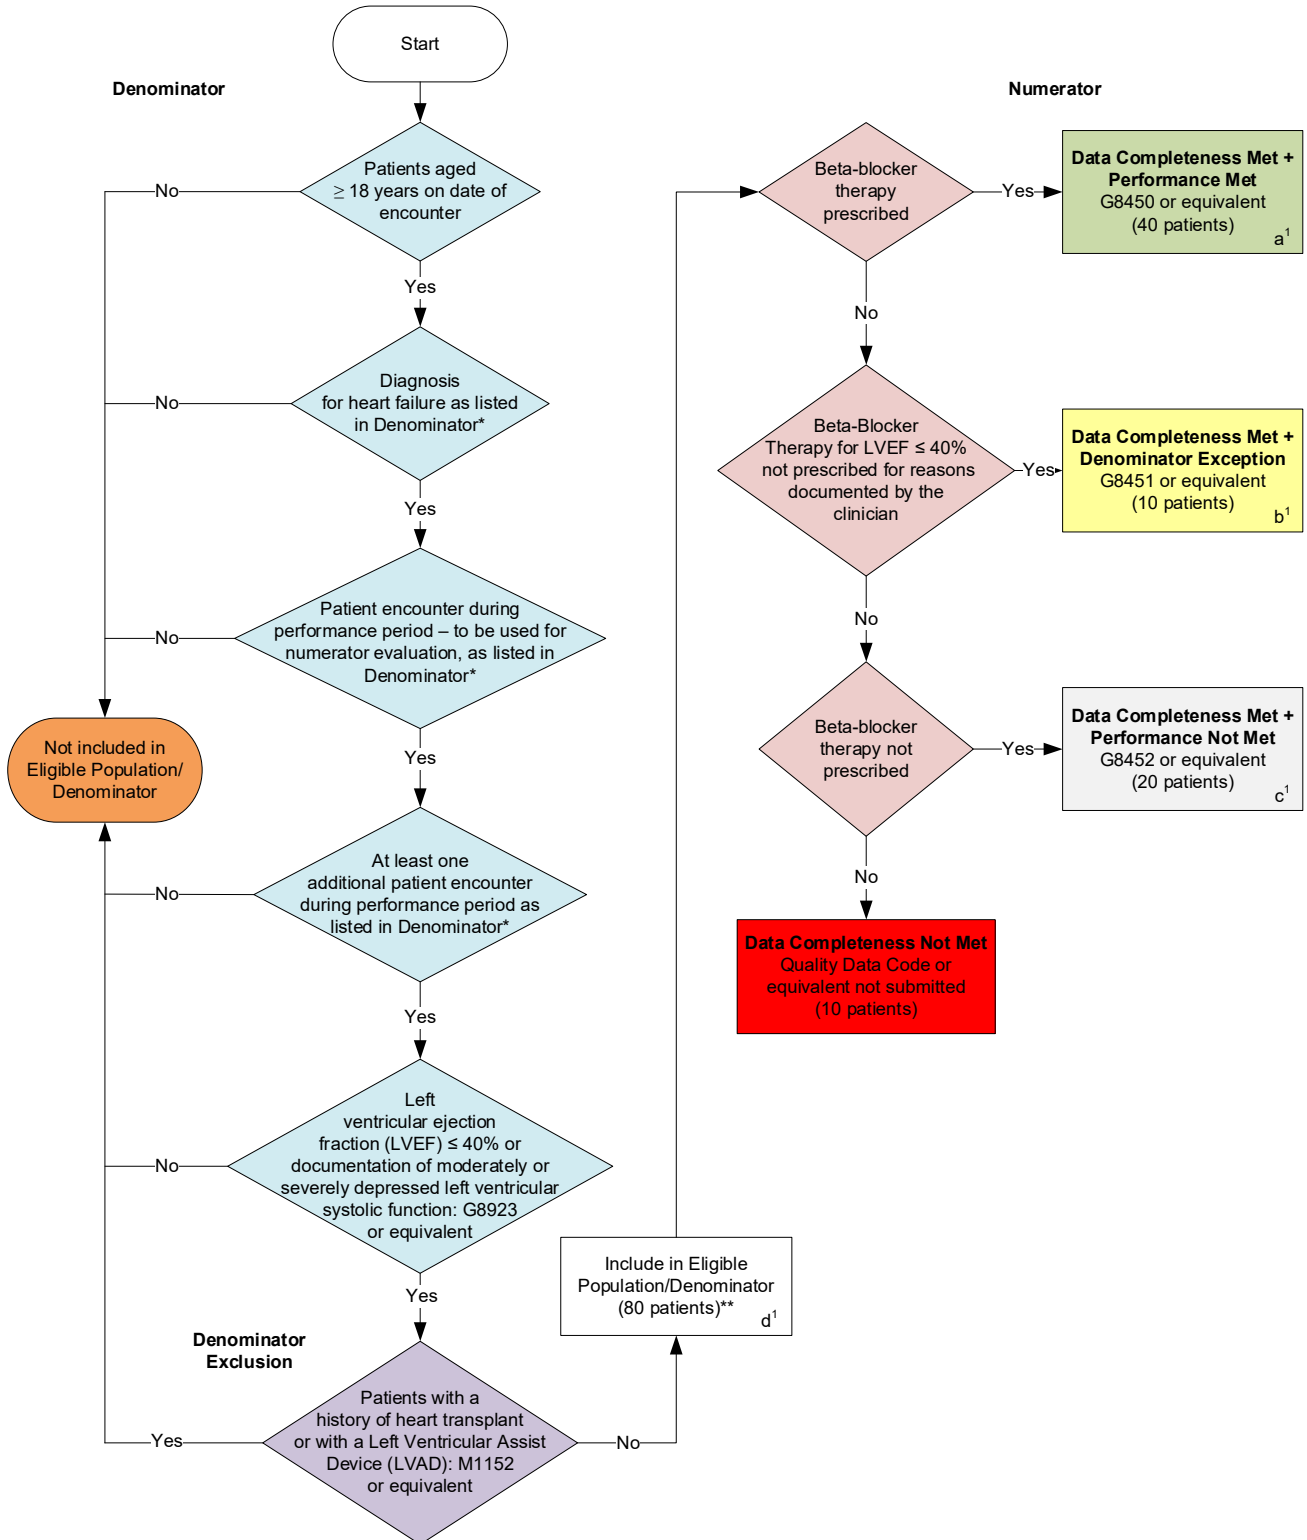 Start
Denominator
Patients aged
≥ 18 years on date of
encounter
No
Yes
Diagnosis
for heart failure as listed
in Denominator*
No
Yes
Patient encounter during
performance period – to be used for
numerator evaluation, as listed in
Denominator*
No
Yes
Not included in
Eligible Population/
Denominator
At least one
additional patient encounter
during performance period as
listed in Denominator*
No
Yes
Left
ventricular ejection
fraction (LVEF) ≤ 40% or
documentation of moderately or
severely depressed left ventricular
systolic function: G8923
or equivalent
No
Yes
Denominator
Exclusion
Patients with a
history of heart transplant
or with a Left Ventricular Assist
Device (LVAD): M1152
or equivalent
Yes
No
Include in Eligible
Population/Denominator
(80 patients)**
d¹
Numerator
Beta-blocker
therapy
prescribed
Yes
Data Completeness Met +
Performance Met
G8450 or equivalent
(40 patients)
a¹
No
Beta-Blocker
Therapy for LVEF ≤ 40%
not prescribed for reasons
documented by the
clinician
Yes
Data Completeness Met +
Denominator Exception
G8451 or equivalent
(10 patients)
b¹
No
Beta-blocker
therapy not
prescribed
Yes
Data Completeness Met +
Performance Not Met
G8452 or equivalent
(20 patients)
c¹
No
Data Completeness Not Met
Quality Data Code or
equivalent not submitted
(10 patients)